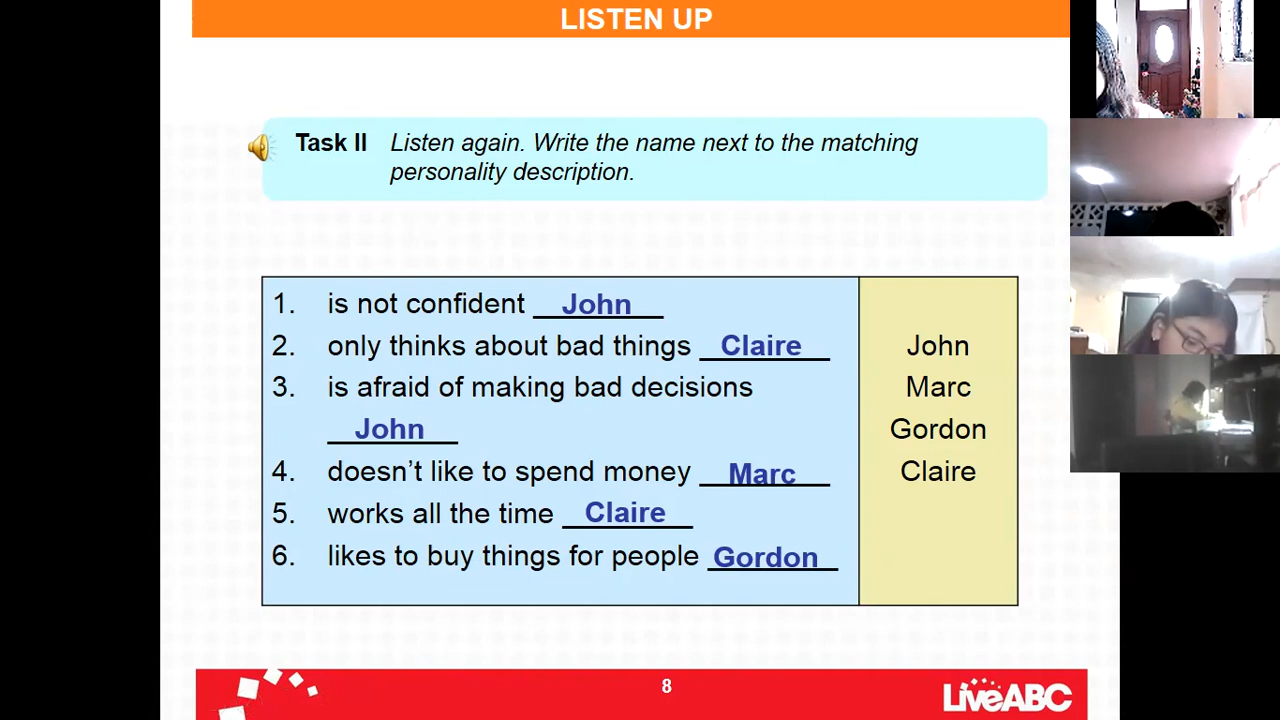 LISTEN UP
Task II Listen again. Write the name next to the matching
personality description.
1. is not confident John
2. only thinks about bad things Claire
3. is afraid of making bad decisions
John
4. doesn't like to spend money Marc
5. works all the time Claire
6. likes to buy things for people Gordon
John
Marc
Gordon
Claire
8
LiveABC